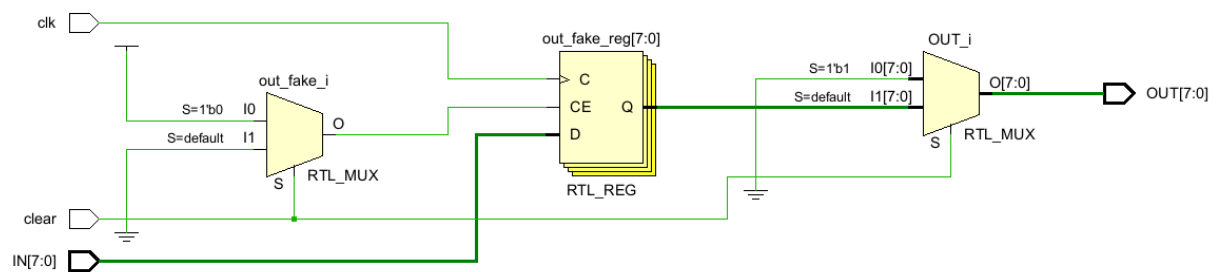 clk
out_fake_i
S=1'b0 I0
S=default I1
O
S
RTL_MUX
clear
IN[7:0]
out_fake_reg[7:0]
C
CE
D
Q
RTL_REG
OUT_i
S=1'b1 I0[7:0]
S=default I1[7:0]
O[7:0]
S
RTL_MUX
OUT[7:0]